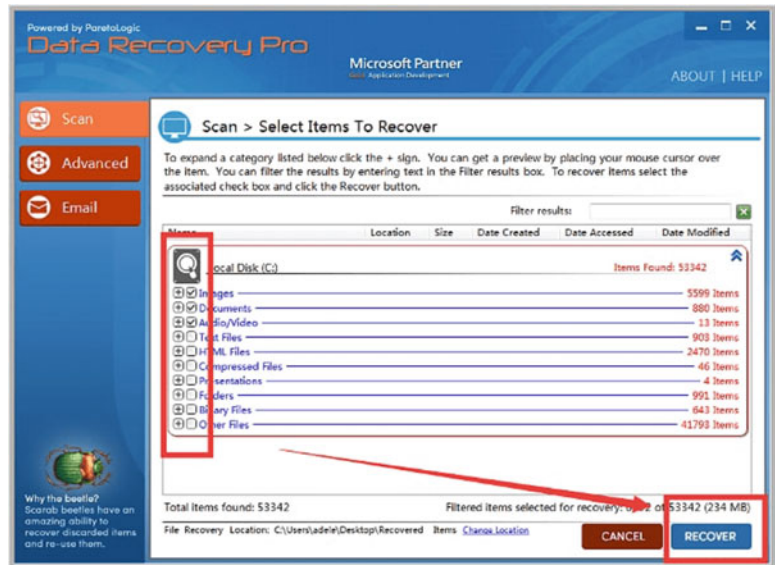 Powered by ParetoLogic
Data Recovery Pro
Microsoft Partner
Application Development
ABOUT | HELP
Scan
Advanced
Email
Scan > Select Items To Recover
To expand a category listed below click the + sign. You can get a preview by placing your mouse cursor over
the item. You can filter the results by entering text in the Filter results box. To recover items select the
associated check box and click the Recover button.
Filter results:
Name Location Size Date Created Date Accessed Date Modified
Local Disk (C:) Items Found: 53342
Images 5599 Items
Documents 880 Items
Audio/Video 13 Items
Text Files 903 Items
HTML Files 2470 Items
Compressed Files 46 Items
Presentations 4 Items
Folders 991 Items
Binary Files 643 Items
Other Files 41793 Items
Why the beetle?
Scarab beetles have an
amazing ability to
recover discarded items
and re-use them.
Total items found: 53342 Filtered items selected for recovery: of 53342 (234 MB)
File Recovery Location: C:\Users\adele\Desktop\Recovered Items Change Location
CANCEL
RECOVER